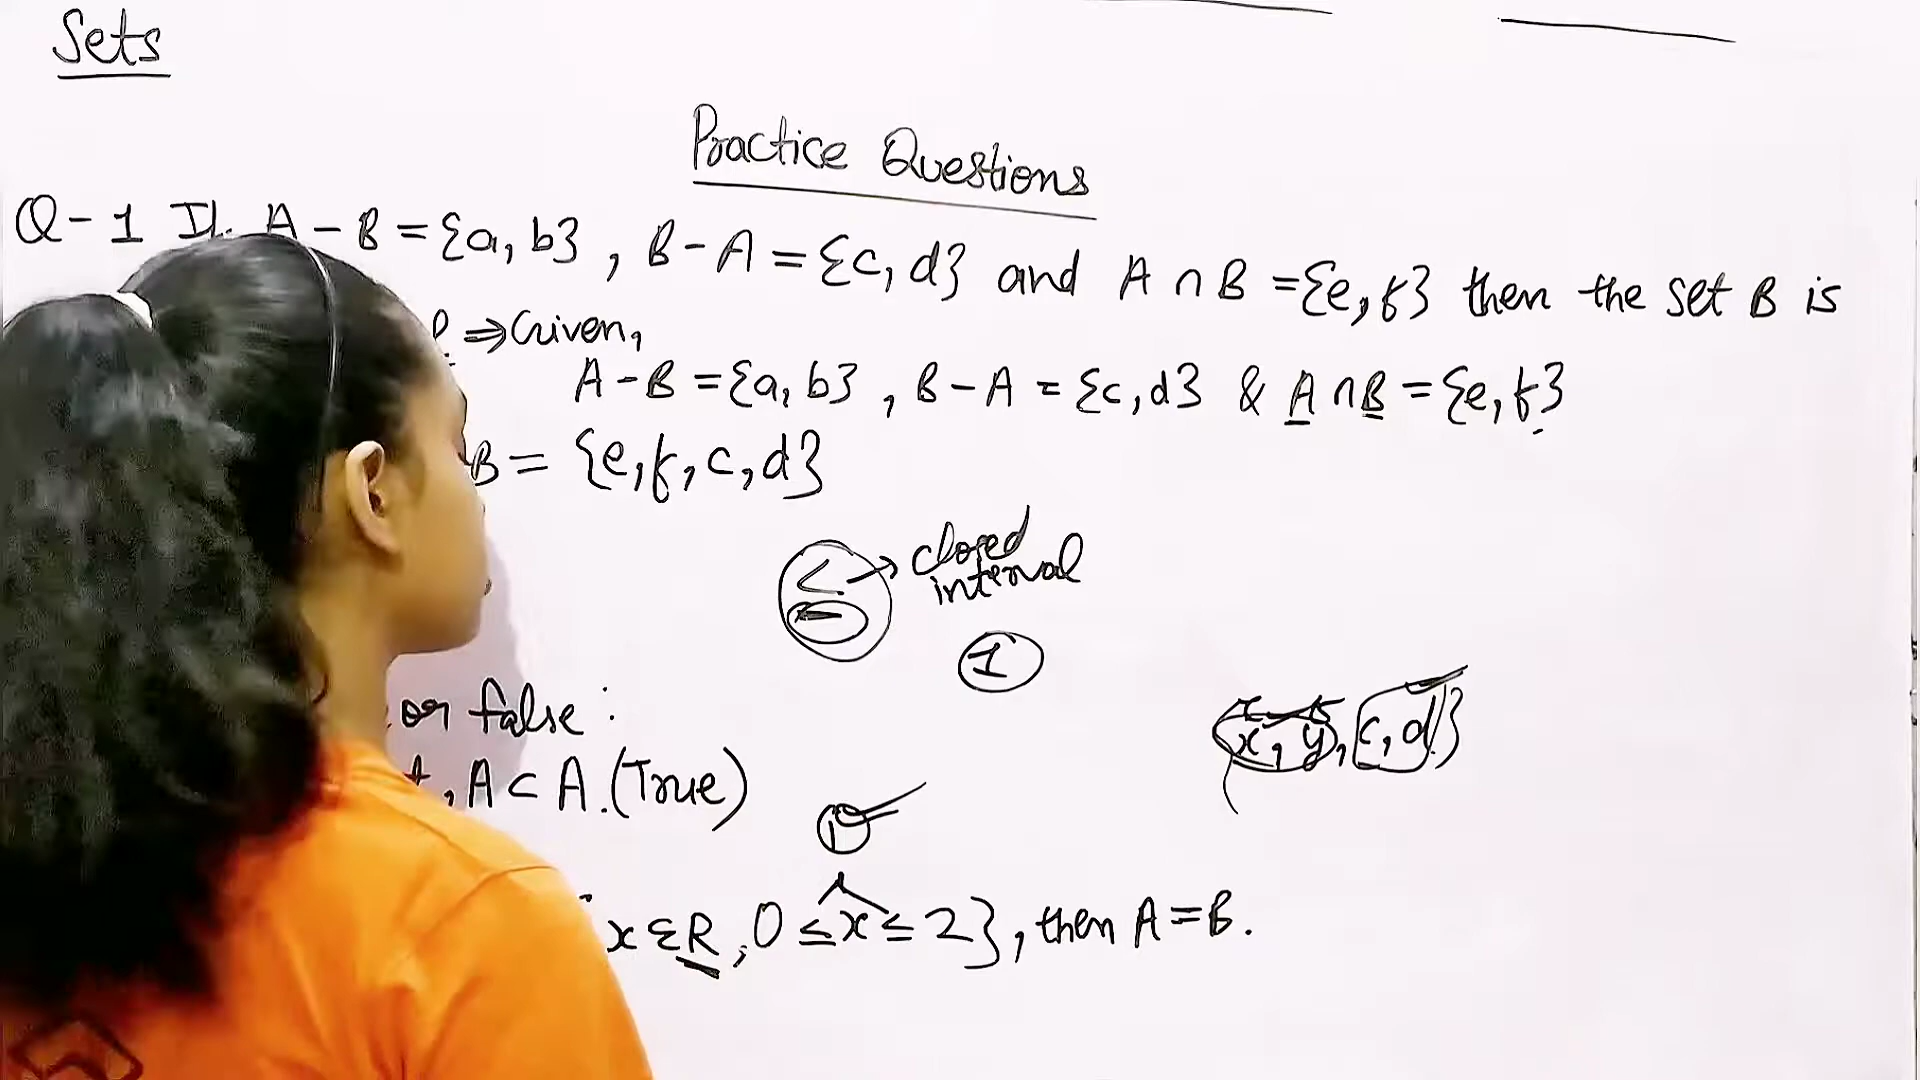 Sets
Practice Questions
Q-1 If A-B={a, b}, B-A={c, d} and A∩B={e, f} then the set B is
⇒ Given,
A-B={a, b}, B-A={c, d} & A∩B={e, f}
B={e, f, c, d}
≤ → closed interval
1
x, y, c, d}
or false:
, A⊂A. (True)
x∈R, 0≤x≤2}, then A=B.